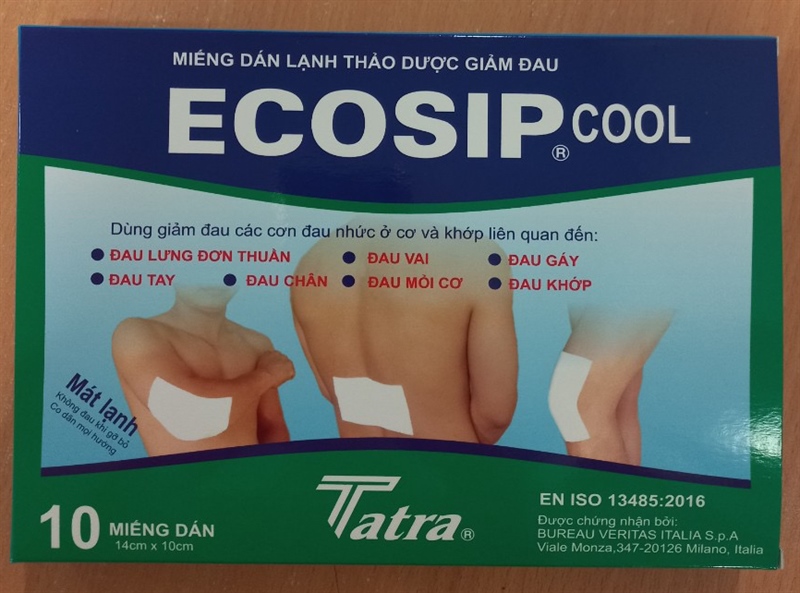 MIẾNG DÁN LẠNH THẢO DƯỢC GIẢM ĐAU
ECOSIP® COOL
Dùng giảm đau các cơn đau nhức ở cơ và khớp liên quan đến:
● ĐAU LƯNG ĐƠN THUẦN ● ĐAU VAI ● ĐAU GÁY
● ĐAU TAY ● ĐAU CHÂN ● ĐAU MỎI CƠ ● ĐAU KHỚP
Mát lạnh
Không đau khi gỡ bỏ
Co dãn mọi hướng
10 MIẾNG DÁN
14cm x 10cm
Tatra®
EN ISO 13485:2016
Được chứng nhận bởi:
BUREAU VERITAS ITALIA S.p.A
Viale Monza,347-20126 Milano, Italia